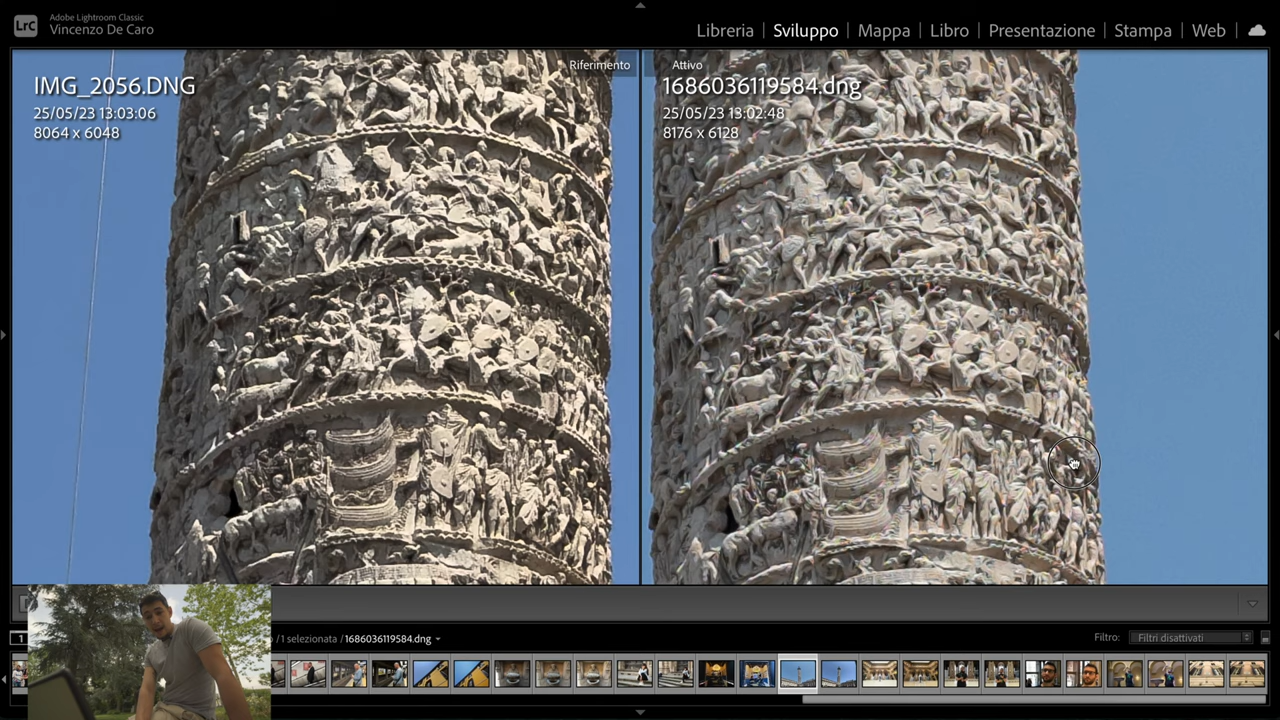 LrC
Adobe Lightroom Classic
Vincenzo De Caro
Libreria | Sviluppo | Mappa | Libro | Presentazione | Stampa | Web |
Riferimento
IMG_2056.DNG
25/05/23 13:03:06
8064 x 6048
Attivo
1686036119584.dng
25/05/23 13:02:48
8176 x 6128
1
/1 selezionata /1686036119584.dng
Filtro:
Filtri disattivati